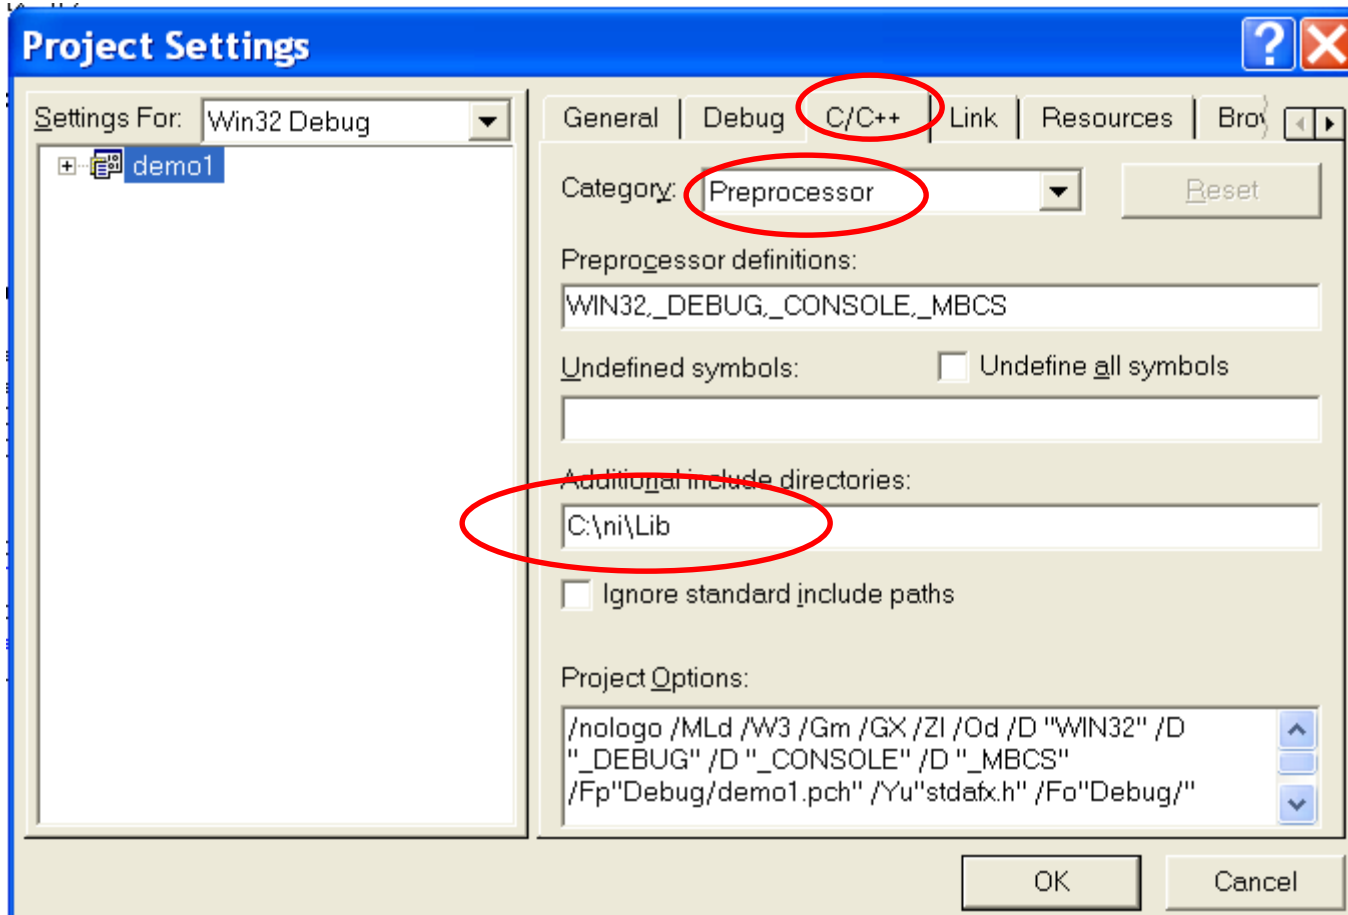 Project Settings
Settings For: Win32 Debug
demo1
General Debug C/C++ Link Resources
Category: Preprocessor Reset
Preprocessor definitions:
WIN32,_DEBUG,_CONSOLE,_MBCS
Undefined symbols: Undefine all symbols
Additional include directories:
C:\ni\Lib
Ignore standard include paths
Project Options:
/nologo /MLd /W3 /Gm /GX /ZI /Od /D "WIN32" /D
"_DEBUG" /D "_CONSOLE" /D "_MBCS"
/Fp"Debug/demo1.pch" /Yu"stdafx.h" /Fo"Debug/"
OK Cancel